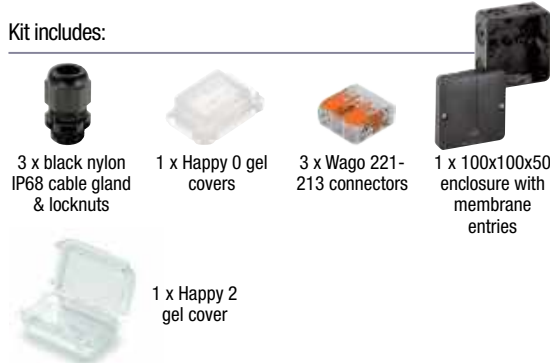 Kit includes:
3 x black nylon
IP68 cable gland
& locknuts
1 x Happy 0 gel
covers
3 x Wago 221-
213 connectors
1 x 100x100x50
enclosure with
membrane
entries
1 x Happy 2
gel cover